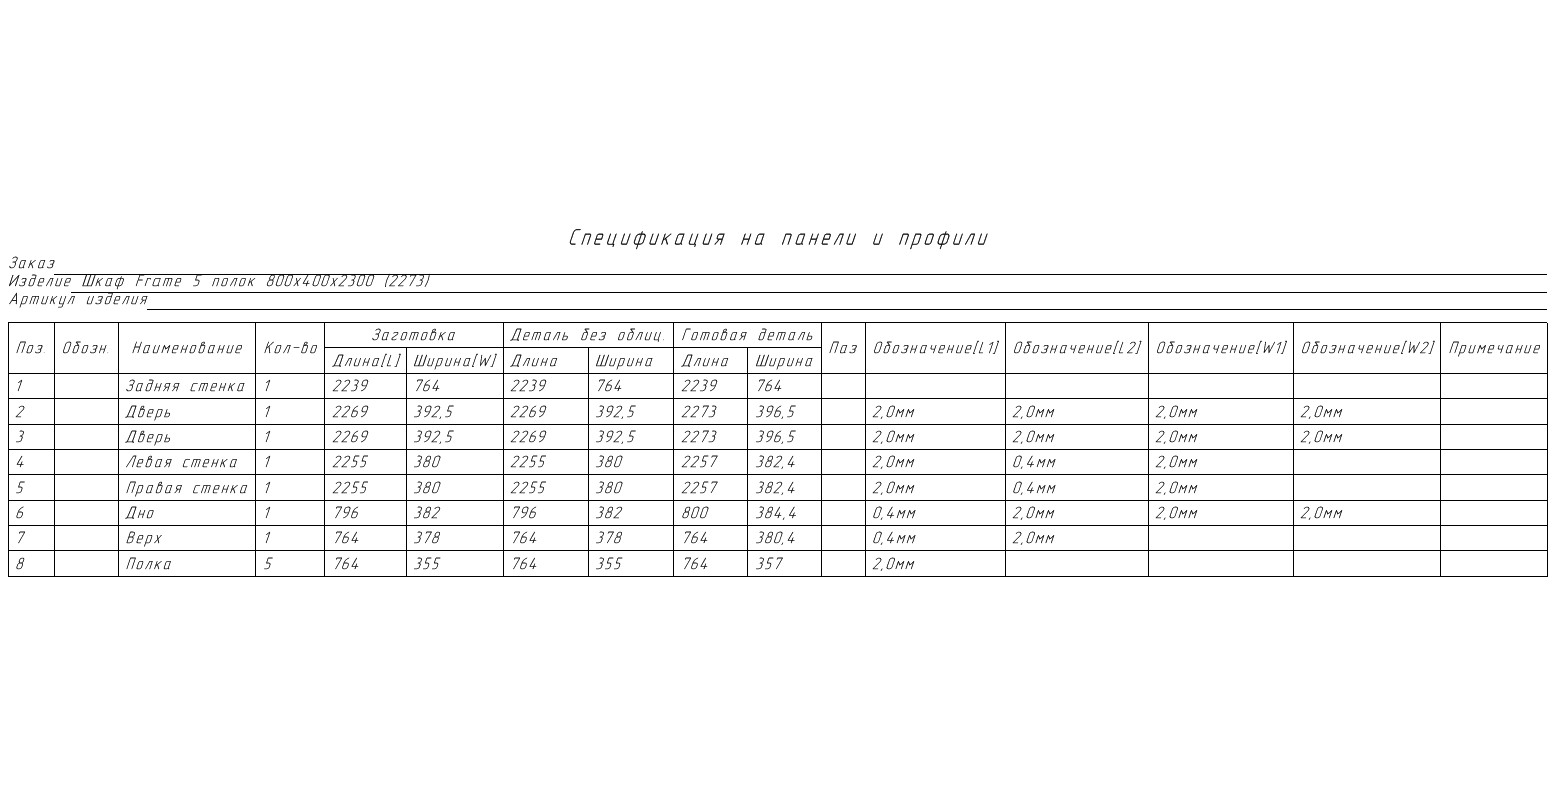 Спецификация на панели и профили
Заказ
Изделие Шкаф Frame 5 полок 800х400х2300 (2273)
Артикул изделия
Поз. Обозн. Наименование Кол-во Заготовка Деталь без облиц. Готовая деталь Паз Обозначение[L1] Обозначение[L2] Обозначение[W1] Обозначение[W2] Примечание
Длина[L] Ширина[W] Длина Ширина Длина Ширина
1 Задняя стенка 1 2239 764 2239 764 2239 764
2 Дверь 1 2269 392,5 2269 392,5 2273 396,5 2,0мм 2,0мм 2,0мм 2,0мм
3 Дверь 1 2269 392,5 2269 392,5 2273 396,5 2,0мм 2,0мм 2,0мм 2,0мм
4 Левая стенка 1 2255 380 2255 380 2257 382,4 2,0мм 0,4мм 2,0мм
5 Правая стенка 1 2255 380 2255 380 2257 382,4 2,0мм 0,4мм 2,0мм
6 Дно 1 796 382 796 382 800 384,4 0,4мм 2,0мм 2,0мм 2,0мм
7 Верх 1 764 378 764 378 764 380,4 0,4мм 2,0мм
8 Полка 5 764 355 764 355 764 357 2,0мм